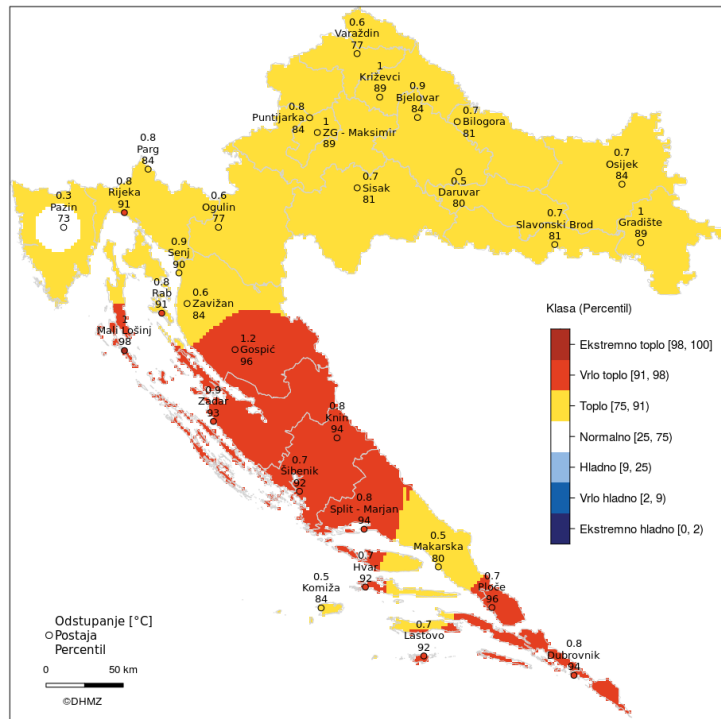 0.6
Varaždin
77
1
Križevci
89
0.9
Bjelovar
84
0.8
Puntijarka
84
1
ZG - Maksimir
89
0.7
Bilogora
81
0.8
Parg
84
0.7
Osijek
84
0.3
Pazin
73
0.8
Rijeka
91
0.6
Ogulin
77
0.7
Sisak
81
0.5
Daruvar
80
0.7
Slavonski Brod
81
1
Gradište
89
0.9
Senj
90
0.8
Rab
91
0.6
Zavižan
84
1
Mali Lošinj
98
1.2
Gospić
96
0.9
Zadar
93
0.8
Knin
94
0.7
Šibenik
92
0.8
Split - Marjan
94
0.5
Makarska
80
0.7
Hvar
92
0.5
Komiža
84
0.7
Ploče
96
0.7
Lastovo
92
0.8
Dubrovnik
94
Klasa (Percentil)
Ekstremno toplo [98, 100]
Vrlo toplo [91, 98)
Toplo [75, 91)
Normalno [25, 75)
Hladno [9, 25)
Vrlo hladno [2, 9)
Ekstremno hladno [0, 2)
Odstupanje [°C]
Postaja
Percentil
0 50 km
©DHMZ